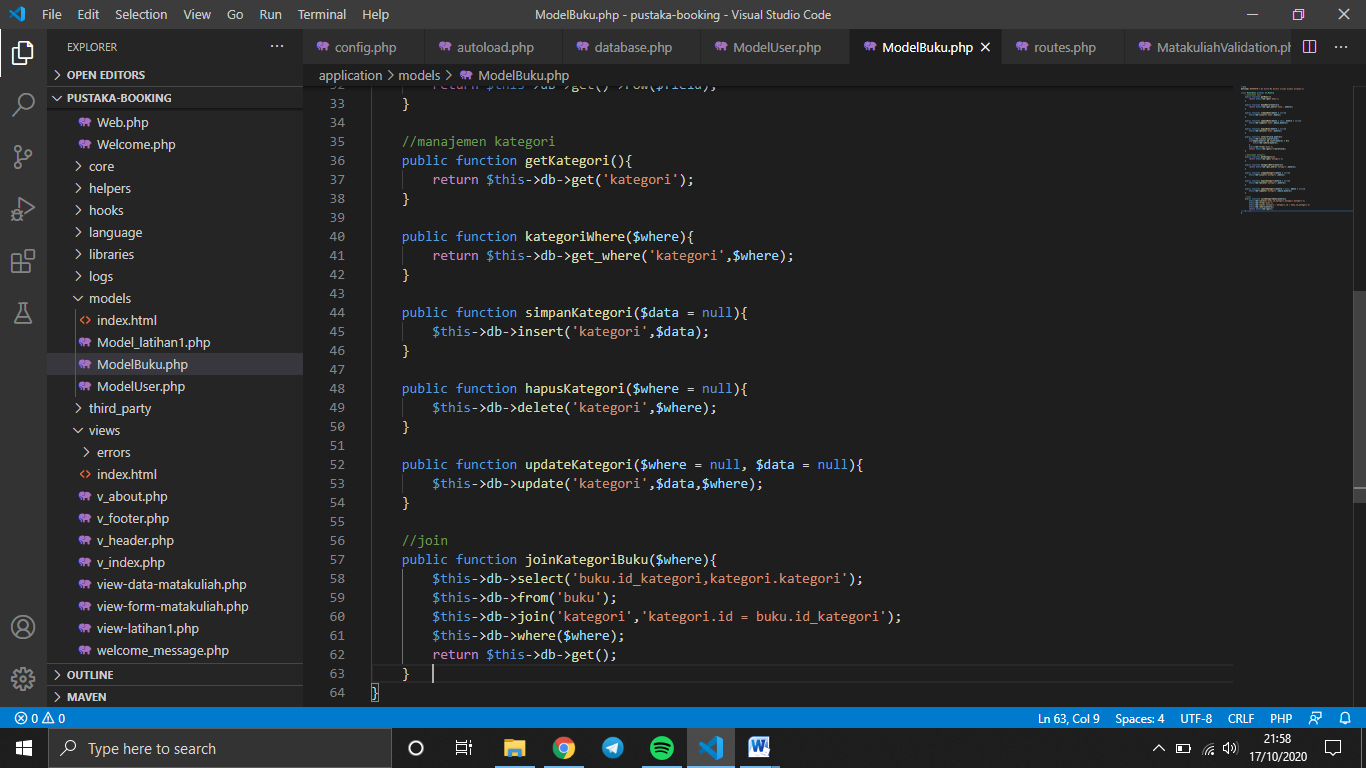 File Edit Selection View Go Run Terminal Help ModelBuku.php - pustaka-booking - Visual Studio Code
EXPLORER
OPEN EDITORS
PUSTAKA-BOOKING
Web.php
Welcome.php
core
helpers
hooks
language
libraries
logs
models
index.html
Model_latihan1.php
ModelBuku.php
ModelUser.php
third_party
views
errors
index.html
v_about.php
v_footer.php
v_header.php
v_index.php
view-data-matakuliah.php
view-form-matakuliah.php
view-latihan1.php
welcome_message.php
OUTLINE
MAVEN
config.php autoload.php database.php ModelUser.php ModelBuku.php routes.php MatakuliahValidation.ph
application > models > ModelBuku.php
32 return $this->db->get()->row($field);
33 }
34
35 //manajemen kategori
36 public function getKategori(){
37 return $this->db->get('kategori');
38 }
39
40 public function kategoriWhere($where){
41 return $this->db->get_where('kategori',$where);
42 }
43
44 public function simpanKategori($data = null){
45 $this->db->insert('kategori',$data);
46 }
47
48 public function hapusKategori($where = null){
49 $this->db->delete('kategori',$where);
50 }
51
52 public function updateKategori($where = null, $data = null){
53 $this->db->update('kategori',$data,$where);
54 }
55
56 //join
57 public function joinKategoriBuku($where){
58 $this->db->select('buku.id_kategori,kategori.kategori');
59 $this->db->from('buku');
60 $this->db->join('kategori','kategori.id = buku.id_kategori');
61 $this->db->where($where);
62 return $this->db->get();
63 }
64 }
0 0 Ln 63, Col 9 Spaces: 4 UTF-8 CRLF PHP
Type here to search
21:58
17/10/2020